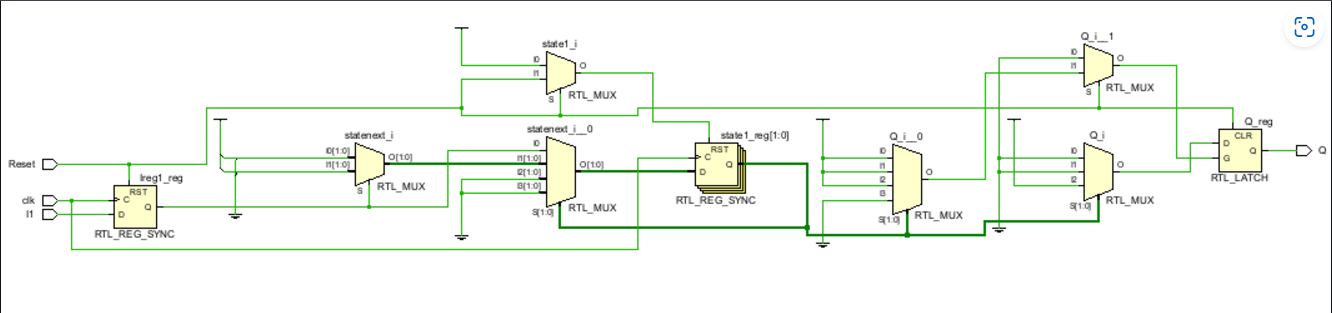 state1_i
I0
I1
O
S
RTL_MUX
Q_i__1
I0
I1
O
S
RTL_MUX
Reset
clk
I1
Ireg1_reg
RST
C
D
Q
RTL_REG_SYNC
statenext_i
I0[1:0]
I1[1:0]
O[1:0]
S
RTL_MUX
statenext_i__0
I0
I1[1:0]
I2[1:0]
I3[1:0]
O[1:0]
S[1:0]
RTL_MUX
state1_reg[1:0]
RST
C
D
Q
RTL_REG_SYNC
Q_i__0
I0
I1
I2
I3
O
S[1:0]
RTL_MUX
Q_i
I0
I1
I2
O
S[1:0]
RTL_MUX
Q_reg
CLR
D
G
Q
RTL_LATCH
Q